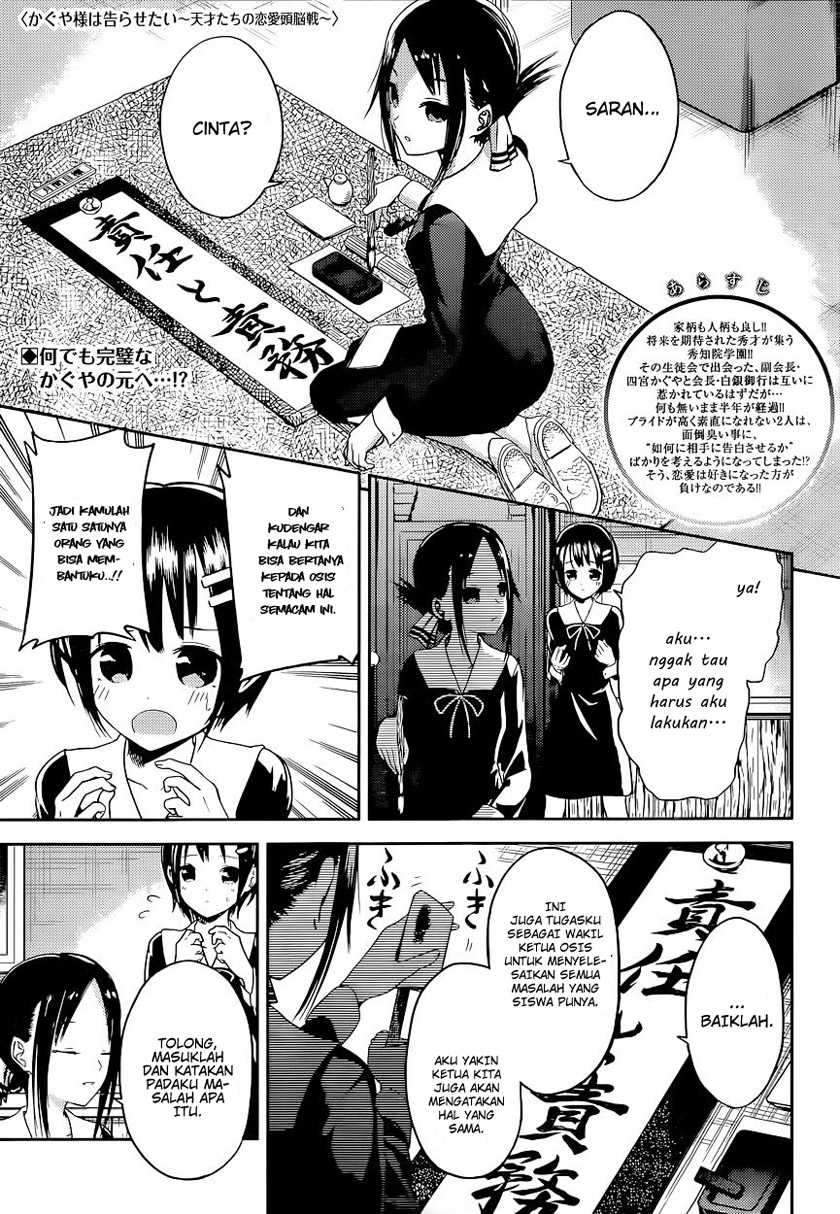 〈かぐや様は告らせたい～天才たちの恋愛頭脳戦～〉
SARAN...
CINTA?
責任と責務
あらすじ
家柄も人柄も良し!!
将来を期待された秀才が集う
秀知院学園!!
その生徒会で出会った、副会長・
四宮かぐやと会長・白銀御行は互いに
惹かれているはずだが…
何も無いまま半年が経過!!
プライドが高く素直になれない2人は、
面倒臭い事に、
“如何に相手に告白させるか”
ばかりを考えるようになってしまった!?
そう、恋愛は好きになった方が
負けなのである!!
◆何でも完璧な
かぐやの元へ…!?
ya!
aku...
nggak tau
apa yang
harus aku
lakukan...
DAN
KUDENGAR
KALAU KITA
BISA BERTANYA
KEPADA OSIS
TENTANG HAL
SEMACAM INI.
JADI KAMULAH
SATU SATUNYA
ORANG YANG
BISA MEM-
BANTUKU..!!
...
BAIKLAH.
責任と責務
INI
JUGA TUGASKU
SEBAGAI WAKIL
KETUA OSIS
UNTUK MENYELE-
SAIKAN SEMUA
MASALAH YANG
SISWA PUNYA.
AKU YAKIN
KETUA KITA
JUGA AKAN
MENGATAKAN
HAL YANG
SAMA.
ふき
ふき
TOLONG,
MASUKLAH
DAN KATAKAN
PADAKU MA-
SALAH APA
ITU.